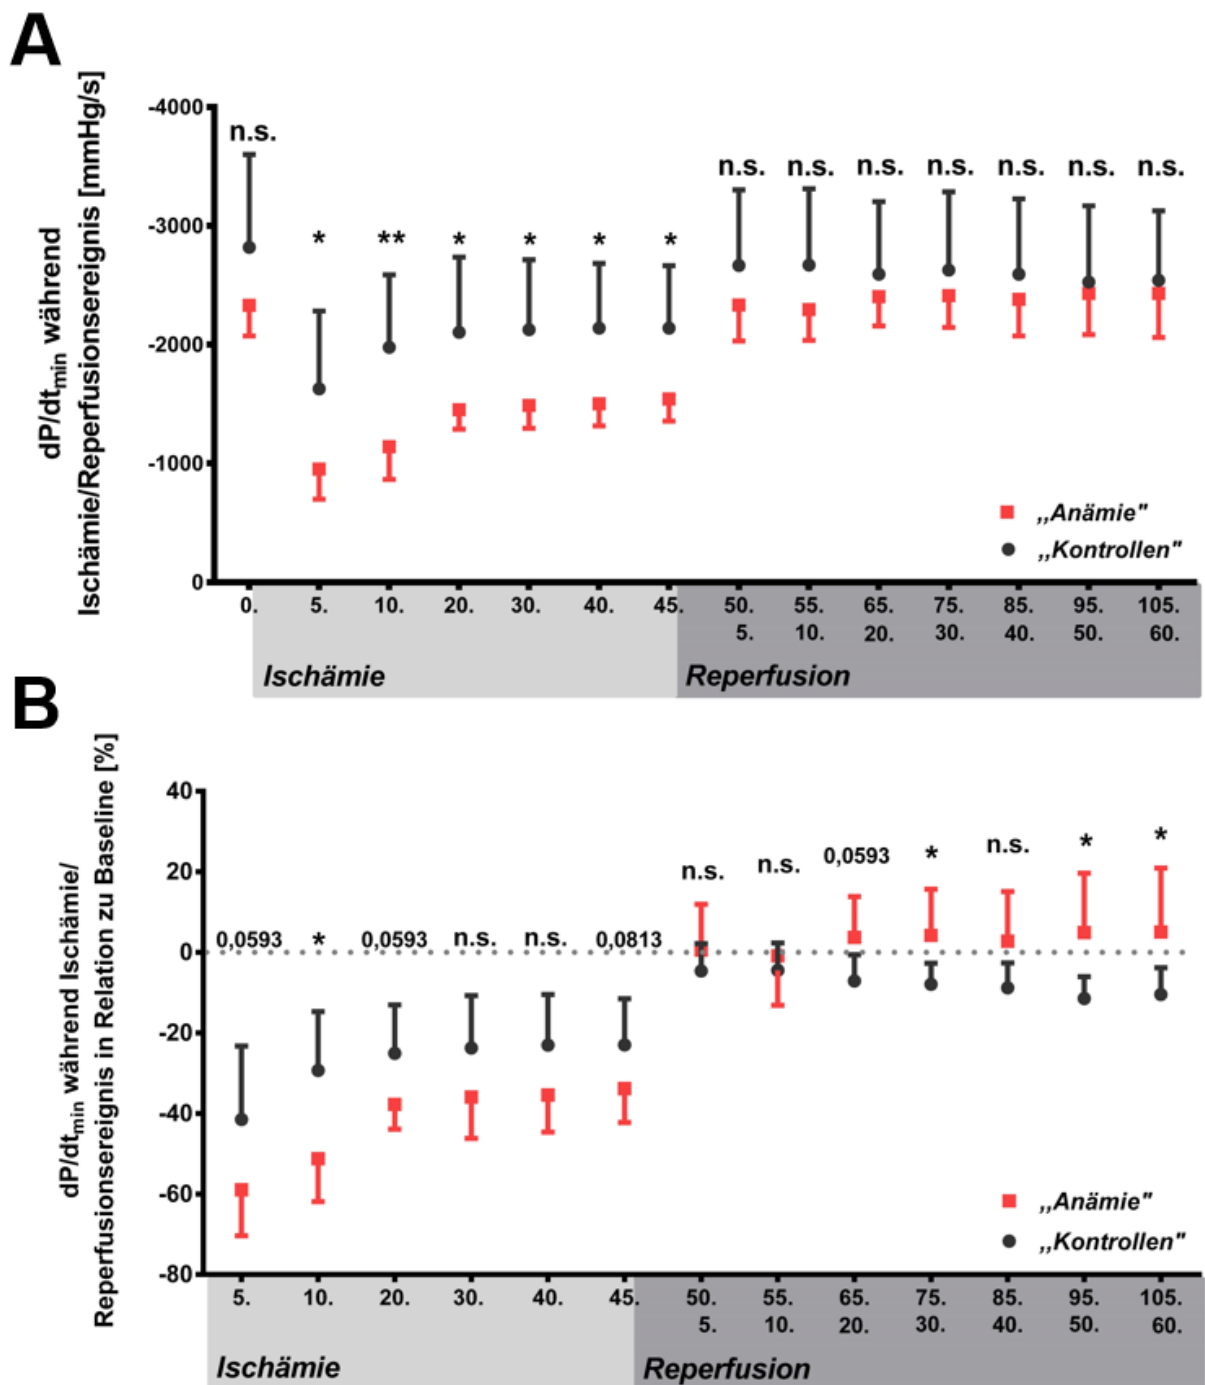 A
dP/dtmin während
Ischämie/Reperfusionsereignis [mmHg/s]
-4000
-3000
-2000
-1000
0
n.s. * ** * * * * n.s. n.s. n.s. n.s. n.s. n.s. n.s.
,,Anämie"
,,Kontrollen"
0. 5. 10. 20. 30. 40. 45. 50. 55. 65. 75. 85. 95. 105.
5. 10. 20. 30. 40. 50. 60.
Ischämie Reperfusion
B
dP/dtmin während Ischämie/
Reperfusionsereignis in Relation zu Baseline [%]
40
20
0
-20
-40
-60
-80
0,0593 * 0,0593 n.s. n.s. 0,0813 n.s. n.s. 0,0593 * n.s. * *
,,Anämie"
,,Kontrollen"
5. 10. 20. 30. 40. 45. 50. 55. 65. 75. 85. 95. 105.
5. 10. 20. 30. 40. 50. 60.
Ischämie Reperfusion